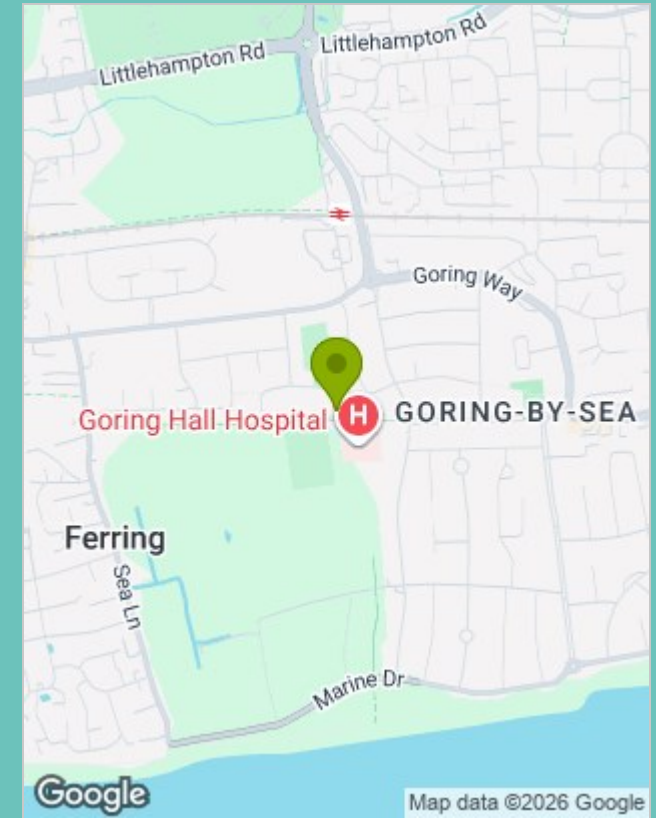 Littlehampton Rd
Littlehampton Rd
Goring Way
Goring Hall Hospital
H
GORING-BY-SEA
Ferring
Sea Ln
Marine Dr
Google
Map data ©2026 Google